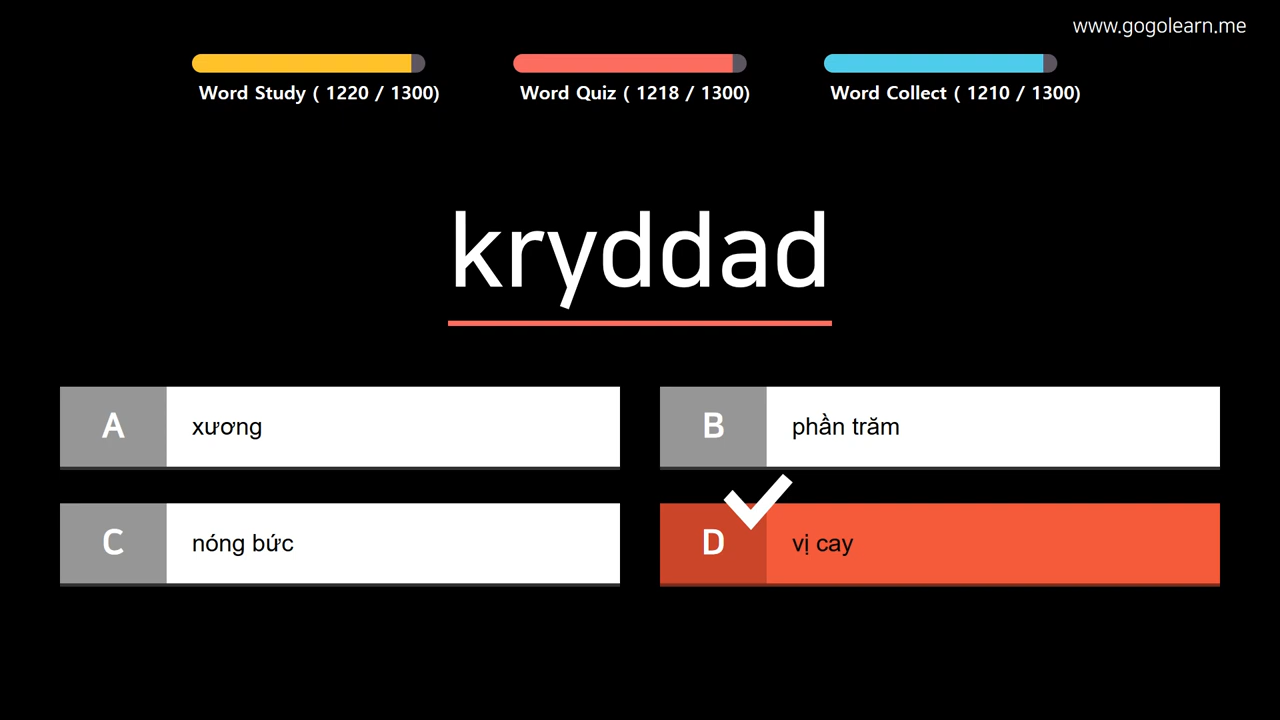 www.gogolearn.me
Word Study ( 1220 / 1300)
Word Quiz ( 1218 / 1300)
Word Collect ( 1210 / 1300)
kryddad
A
xương
B
phần trăm
C
nóng bức
D
vị cay